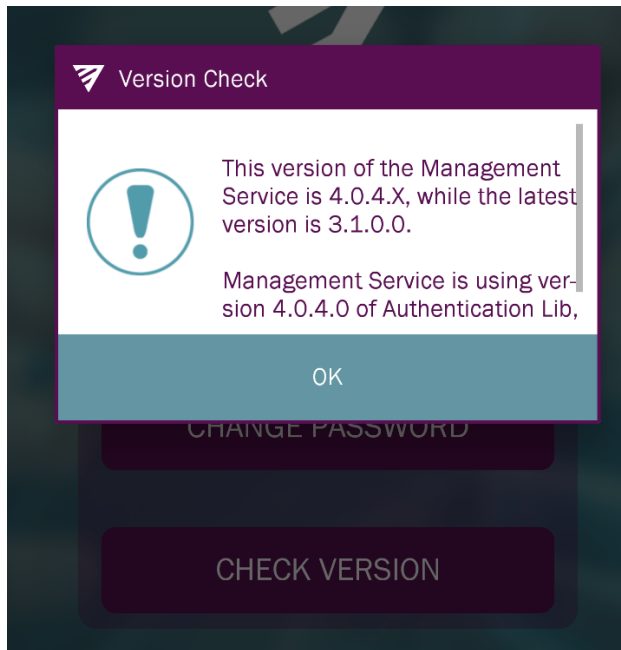 Version Check
This version of the Management
Service is 4.0.4.X, while the latest
version is 3.1.0.0.
Management Service is using ver-
sion 4.0.4.0 of Authentication Lib,
OK
CHANGE PASSWORD
CHECK VERSION